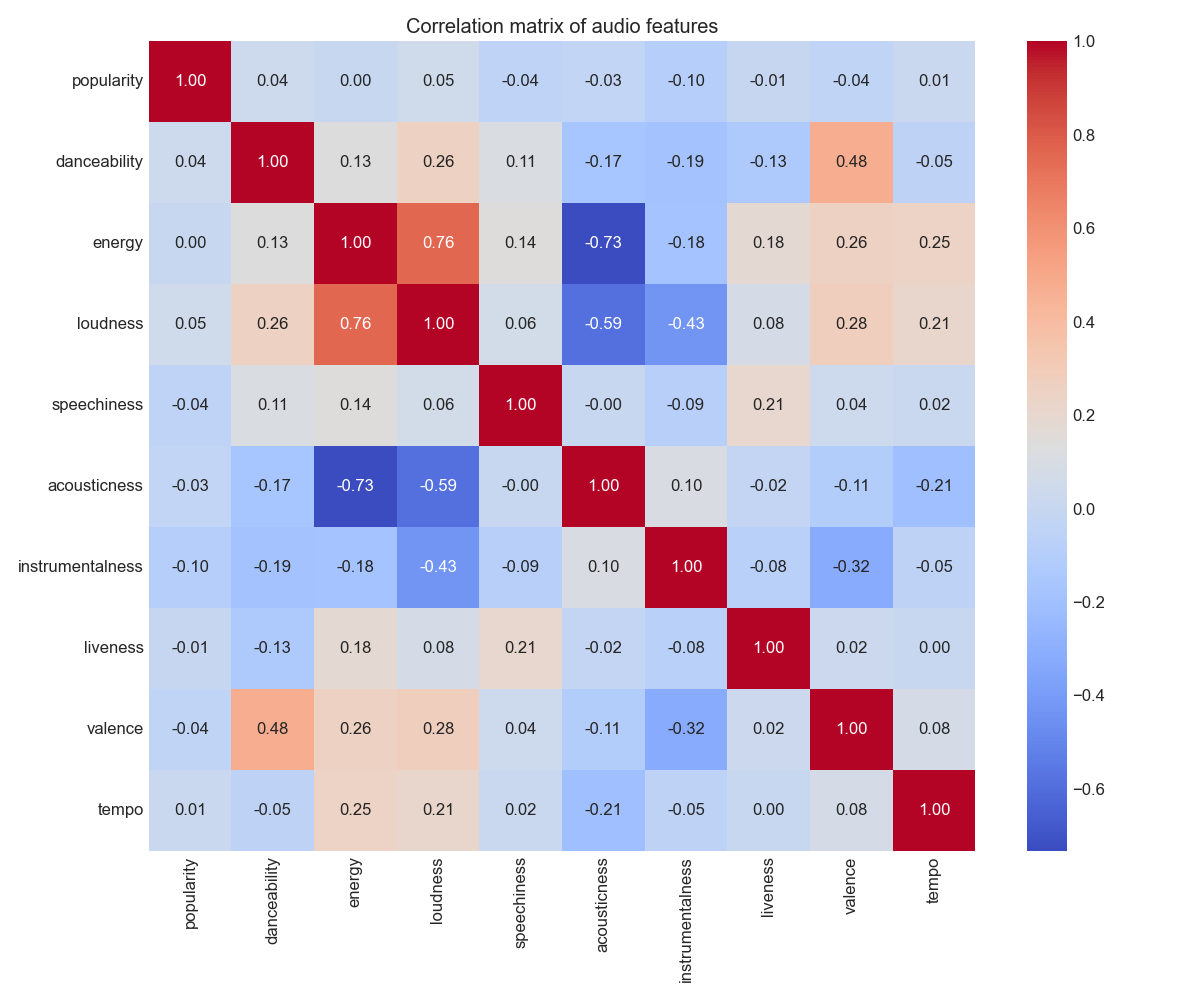 Correlation matrix of audio features
popularity 1.00 0.04 0.00 0.05 -0.04 -0.03 -0.10 -0.01 -0.04 0.01
danceability 0.04 1.00 0.13 0.26 0.11 -0.17 -0.19 -0.13 0.48 -0.05
energy 0.00 0.13 1.00 0.76 0.14 -0.73 -0.18 0.18 0.26 0.25
loudness 0.05 0.26 0.76 1.00 0.06 -0.59 -0.43 0.08 0.28 0.21
speechiness -0.04 0.11 0.14 0.06 1.00 -0.00 -0.09 0.21 0.04 0.02
acousticness -0.03 -0.17 -0.73 -0.59 -0.00 1.00 0.10 -0.02 -0.11 -0.21
instrumentalness -0.10 -0.19 -0.18 -0.43 -0.09 0.10 1.00 -0.08 -0.32 -0.05
liveness -0.01 -0.13 0.18 0.08 0.21 -0.02 -0.08 1.00 0.02 0.00
valence -0.04 0.48 0.26 0.28 0.04 -0.11 -0.32 0.02 1.00 0.08
tempo 0.01 -0.05 0.25 0.21 0.02 -0.21 -0.05 0.00 0.08 1.00
popularity danceability energy loudness speechiness acousticness instrumentalness liveness valence tempo
1.0
0.8
0.6
0.4
0.2
0.0
−0.2
−0.4
−0.6